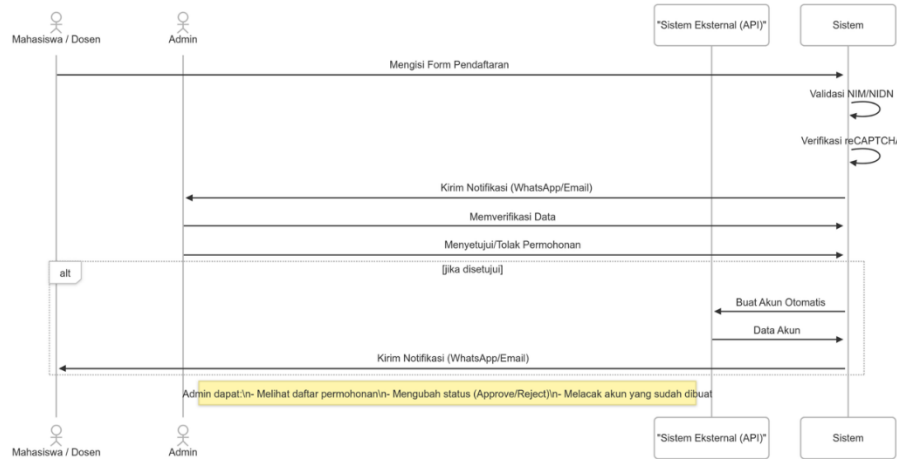 Mahasiswa / Dosen
Admin
"Sistem Eksternal (API)"
Sistem
Mengisi Form Pendaftaran
Validasi NIM/NIDN
Verifikasi reCAPTCHA
Kirim Notifikasi (WhatsApp/Email)
Memverifikasi Data
Menyetujui/Tolak Permohonan
alt
[jika disetujui]
Buat Akun Otomatis
Data Akun
Kirim Notifikasi (WhatsApp/Email)
Admin dapat:\n- Melihat daftar permohonan\n- Mengubah status (Approve/Reject)\n- Melacak akun yang sudah dibuat
Mahasiswa / Dosen
Admin
"Sistem Eksternal (API)"
Sistem